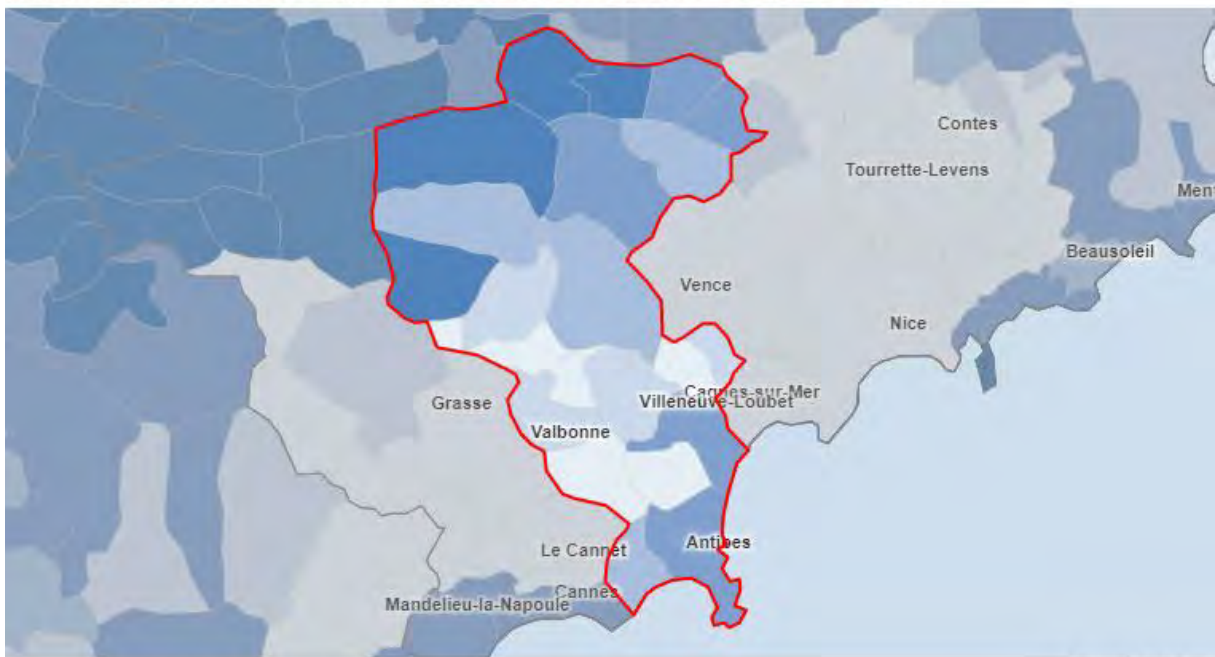 Contes
Tourrette-Levens
Beausoleil
Vence
Nice
Cagnes-sur-Mer
Grasse
Villeneuve-Loubet
Valbonne
Antibes
Le Cannet
Cannes
Mandelieu-la-Napoule